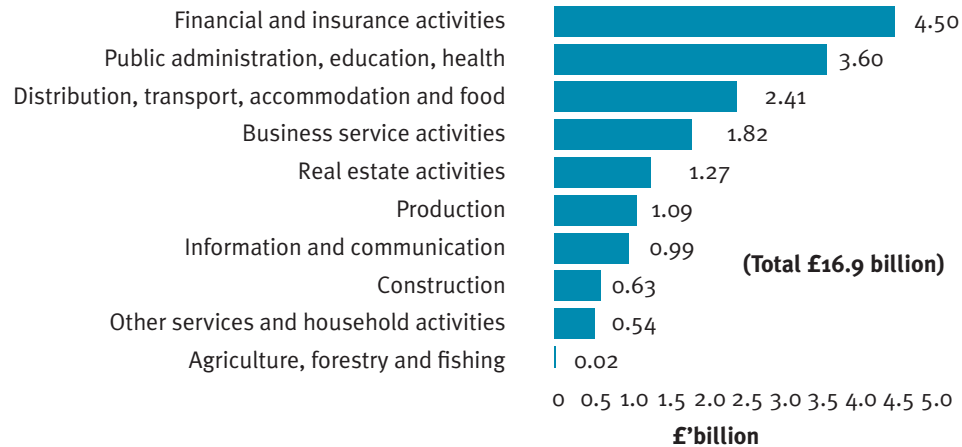 Financial and insurance activities 4.50
Public administration, education, health 3.60
Distribution, transport, accommodation and food 2.41
Business service activities 1.82
Real estate activities 1.27
Production 1.09
Information and communication 0.99
(Total £16.9 billion)
Construction 0.63
Other services and household activities 0.54
Agriculture, forestry and fishing 0.02
0 0.5 1.0 1.5 2.0 2.5 3.0 3.5 4.0 4.5 5.0
£'billion